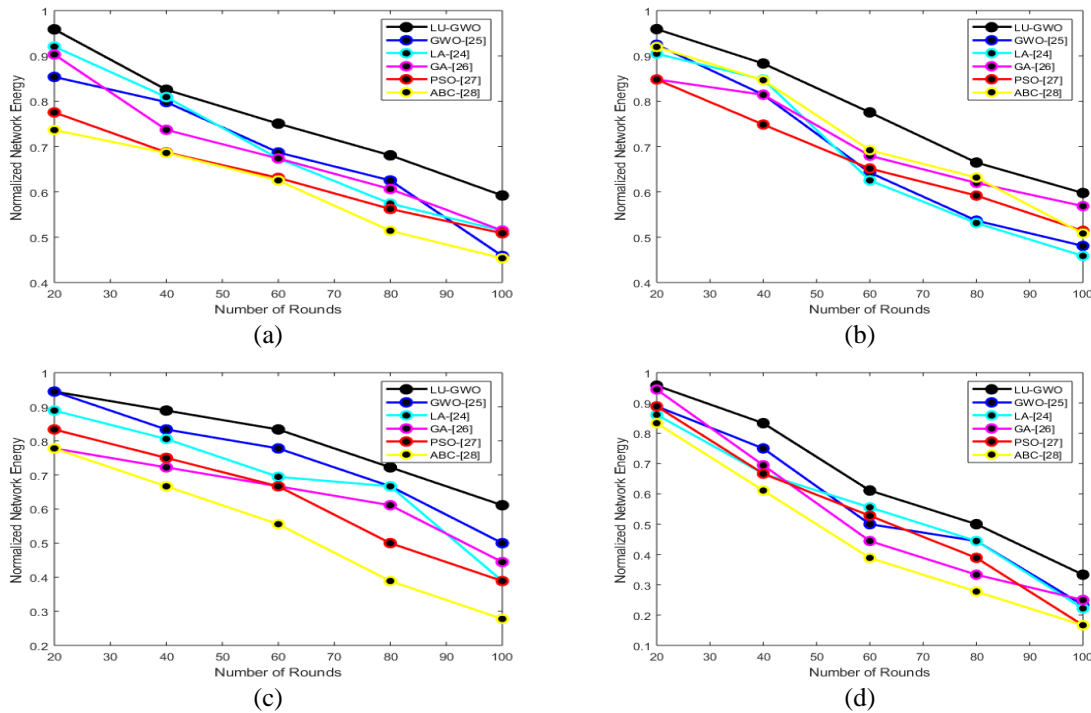 1
0.9
0.8
0.7
0.6
0.5
0.4
Normalized Network Energy
20 30 40 50 60 70 80 90 100
Number of Rounds
LU-GWO
GWO-[25]
LA-[24]
GA-[26]
PSO-[27]
ABC-[28]
(a)
1
0.9
0.8
0.7
0.6
0.5
0.4
Normalized Network Energy
20 30 40 50 60 70 80 90 100
Number of Rounds
LU-GWO
GWO-[25]
LA-[24]
GA-[26]
PSO-[27]
ABC-[28]
(b)
1
0.9
0.8
0.7
0.6
0.5
0.4
0.3
0.2
Normalized Network Energy
20 30 40 50 60 70 80 90 100
Number of Rounds
LU-GWO
GWO-[25]
LA-[24]
GA-[26]
PSO-[27]
ABC-[28]
(c)
1
0.9
0.8
0.7
0.6
0.5
0.4
0.3
0.2
0.1
Normalized Network Energy
20 30 40 50 60 70 80 90 100
Number of Rounds
LU-GWO
GWO-[25]
LA-[24]
GA-[26]
PSO-[27]
ABC-[28]
(d)